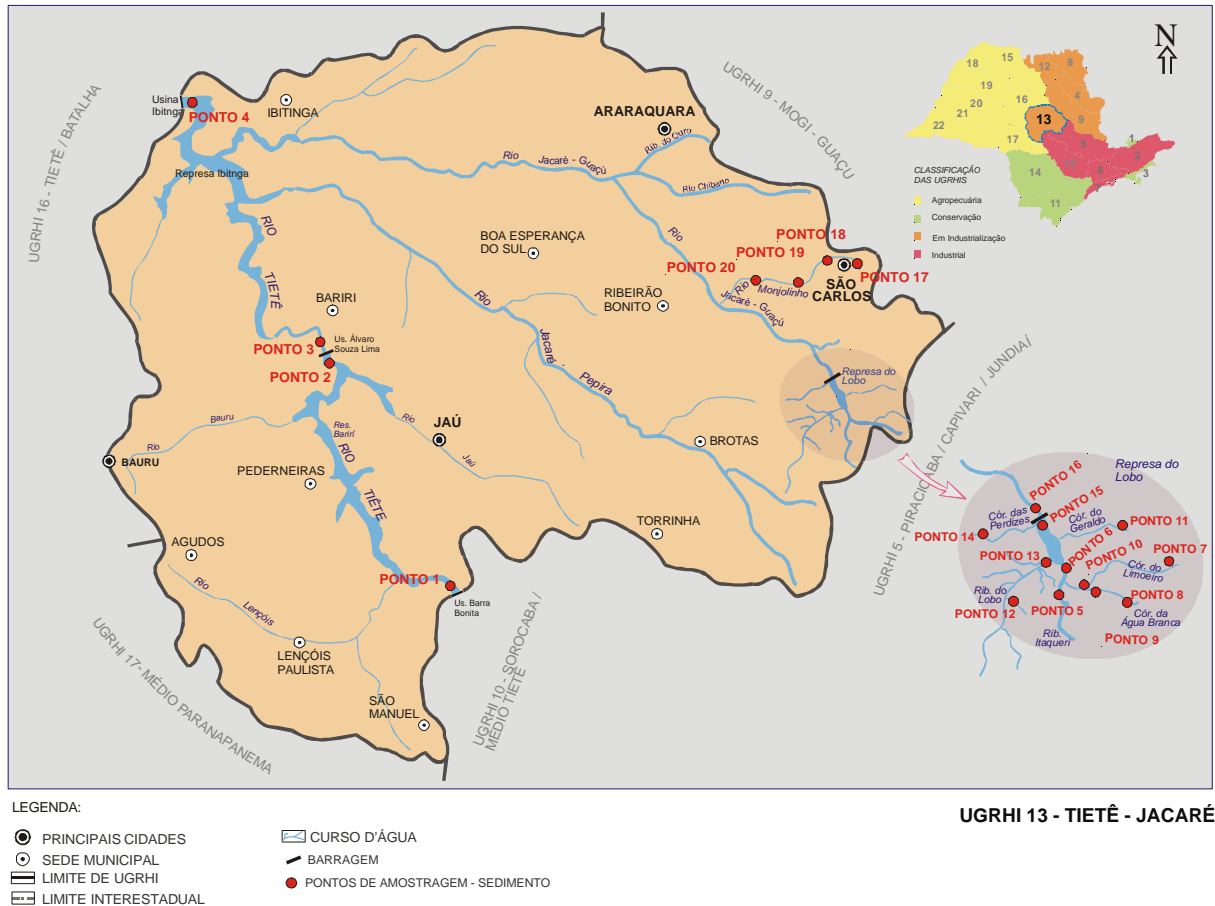 Usina
Ibitnga
PONTO 4
IBITINGA
ARARAQUARA
UGRHI 9 - MOGI - GUAÇU
UGRHI 16 - TIETÊ / BATALHA
Represa Ibitnga
Rio
Jacaré - Guaçú
Rib. do Ouro
Rio Chibarro
RIO
TIETÊ
BOA ESPERANÇA
DO SUL
Rio
PONTO 18
PONTO 19
PONTO 20
PONTO 17
SÃO
CARLOS
Rio
Monjolinho
Jacaré - Guaçú
RIBEIRÃO
BONITO
BARIRI
Rio
Jacaré -
Pepira
PONTO 3
Us. Álvaro
Souza Lima
PONTO 2
Represa do
Lobo
Rio
Bauru
BAURU
Res.
Barirí
RIO
TIÊTÊ
Rio
Jaú
JAÚ
BROTAS
PEDERNEIRAS
TORRINHA
AGUDOS
PONTO 1
Us. Barra
Bonita
Rio
Lençóis
LENÇÓIS
PAULISTA
SÃO
MANUEL
UGRHI 17- MÉDIO PARANAPANEMA
UGRHI 10 - SOROCABA /
MÉDIO TIETÊ
UGRHI 5 - PIRACICABA / CAPIVARI / JUNDIA/
N
15
18
12
8
19
4
16
20
21
13
9
22
17
5
1
2
14
6
3
7
11
CLASSIFICAÇÃO
DAS UGRHIS
Agropecuária
Conservação
Em Industrialização
Industrial
PONTO 16
Represa do
Lobo
PONTO 15
Cór. das
Perdizes
Cór. do
Geraldo
PONTO 11
PONTO 14
PONTO 6
PONTO 10
PONTO 7
PONTO 13
Cór. do
Limoeiro
Rib. do
Lobo
PONTO 12
PONTO 5
PONTO 8
Cór. da
Água Branca
PONTO 9
Rib.
Itaqueri
LEGENDA:
PRINCIPAIS CIDADES
SEDE MUNICIPAL
LIMITE DE UGRHI
LIMITE INTERESTADUAL
CURSO D'ÁGUA
BARRAGEM
PONTOS DE AMOSTRAGEM - SEDIMENTO
UGRHI 13 - TIETÊ - JACARÉ